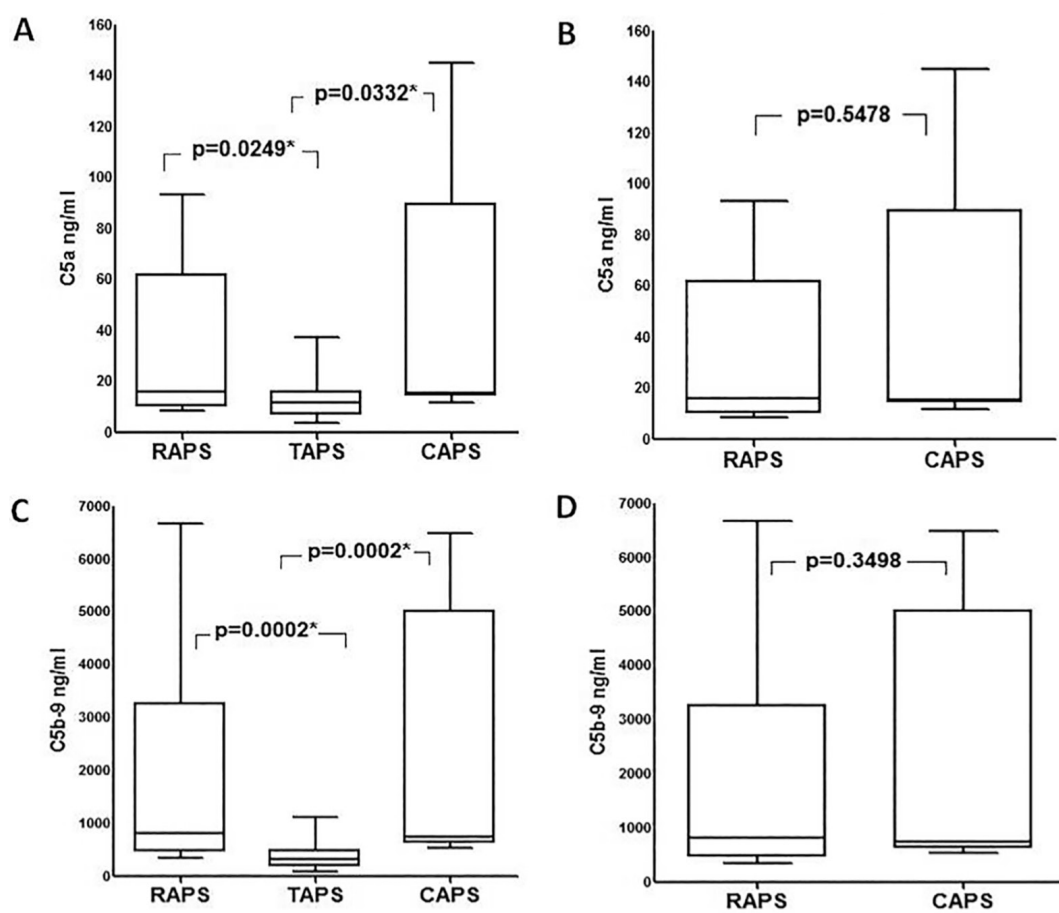 A
C5a ng/ml
160
140
120
100
80
60
40
20
0
p=0.0332*
p=0.0249*
RAPS TAPS CAPS
B
C5a ng/ml
160
140
120
100
80
60
40
20
0
p=0.5478
RAPS CAPS
C
C5b-9 ng/ml
7000
6000
5000
4000
3000
2000
1000
0
p=0.0002*
p=0.0002*
RAPS TAPS CAPS
D
C5b-9 ng/ml
7000
6000
5000
4000
3000
2000
1000
0
p=0.3498
RAPS CAPS